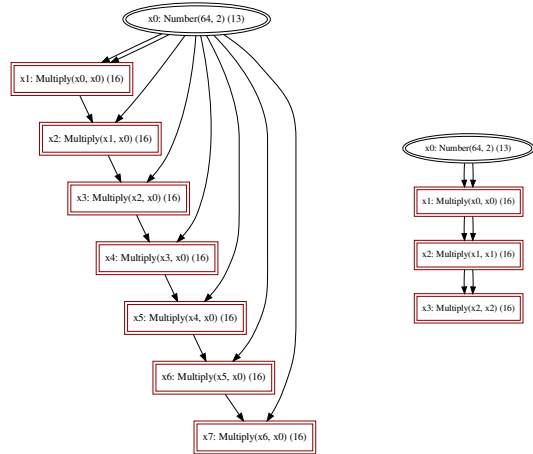 x0: Number(64, 2) (13)
x1: Multiply(x0, x0) (16)
x2: Multiply(x1, x0) (16)
x3: Multiply(x2, x0) (16)
x4: Multiply(x3, x0) (16)
x5: Multiply(x4, x0) (16)
x6: Multiply(x5, x0) (16)
x7: Multiply(x6, x0) (16)
x0: Number(64, 2) (13)
x1: Multiply(x0, x0) (16)
x2: Multiply(x1, x1) (16)
x3: Multiply(x2, x2) (16)